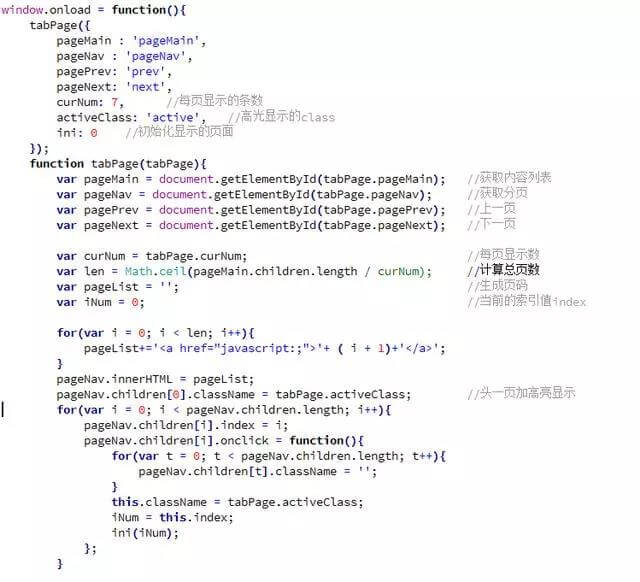 window.onload = function(){
    tabPage({
        pageMain : 'pageMain',
        pageNav : 'pageNav',
        pagePrev: 'prev',
        pageNext: 'next',
        curNum: 7,      //每页显示的条数
        activeClass: 'active',   //高光显示的class
        ini: 0    //初始化显示的页面
    });
    function tabPage(tabPage){
        var pageMain = document.getElementById(tabPage.pageMain);   //获取内容列表
        var pageNav = document.getElementById(tabPage.pageNav);     //获取分页
        var pagePrev = document.getElementById(tabPage.pagePrev);   //上一页
        var pageNext = document.getElementById(tabPage.pageNext);   //下一页

        var curNum = tabPage.curNum;                                //每页显示数
        var len = Math.ceil(pageMain.children.length / curNum);     //计算总页数
        var pageList = '';                                          //生成页码
        var iNum = 0;                                               //当前的索引值index

        for(var i = 0; i < len; i++){
            pageList+='<a href="javascript:;">'+ ( i + 1)+'</a>';
        }
        pageNav.innerHTML = pageList;
        pageNav.children[0].className = tabPage.activeClass;        //头一页加高亮显示
        for(var i = 0; i < pageNav.children.length; i++){
            pageNav.children[i].index = i;
            pageNav.children[i].onclick = function(){
                for(var t = 0; t < pageNav.children.length; t++){
                    pageNav.children[t].className = '';
                }
                this.className = tabPage.activeClass;
                iNum = this.index;
                ini(iNum);
            };
        }